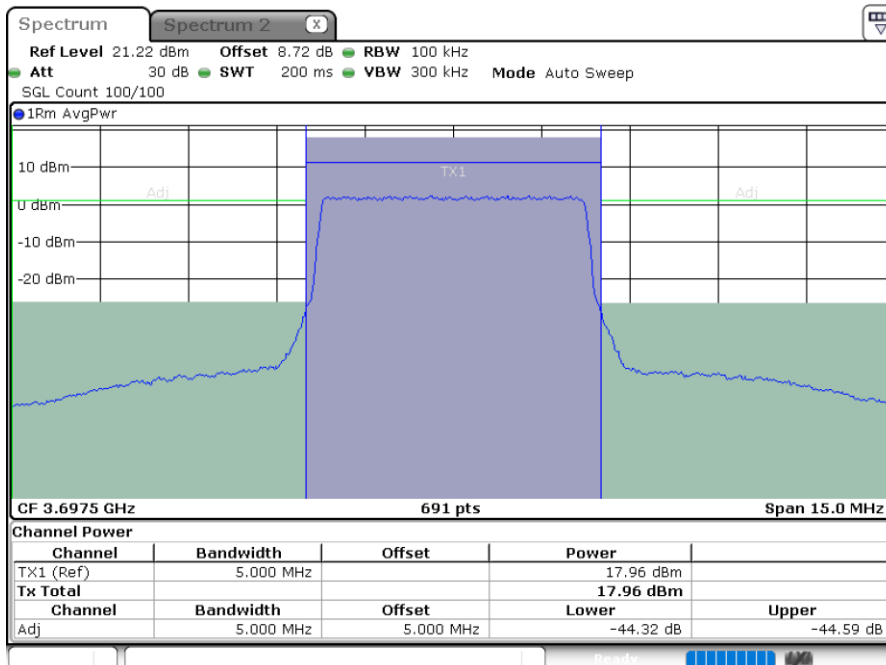 Spectrum Spectrum 2 X
Ref Level 21.22 dBm Offset 8.72 dB RBW 100 kHz
Att 30 dB SWT 200 ms VBW 300 kHz Mode Auto Sweep
SGL Count 100/100
1Rm AvgPwr
10 dBm
TX1
Adj Adj
0 dBm
-10 dBm
-20 dBm
CF 3.6975 GHz 691 pts Span 15.0 MHz
Channel Power
Channel Bandwidth Offset Power
TX1 (Ref) 5.000 MHz 17.96 dBm
Tx Total 17.96 dBm
Channel Bandwidth Offset Lower Upper
Adj 5.000 MHz 5.000 MHz -44.32 dB -44.59 dB
Ready